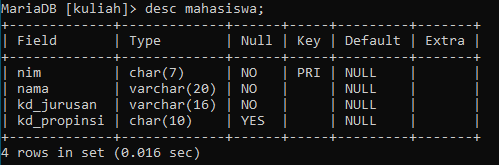 MariaDB [kuliah]> desc mahasiswa;
+-------------+-------------+------+-----+---------+-------+
| Field       | Type        | Null | Key | Default | Extra |
+-------------+-------------+------+-----+---------+-------+
| nim         | char(7)     | NO   | PRI | NULL    |       |
| nama        | varchar(20) | NO   |     | NULL    |       |
| kd_jurusan  | varchar(16) | NO   |     | NULL    |       |
| kd_propinsi | char(10)    | YES  |     | NULL    |       |
+-------------+-------------+------+-----+---------+-------+
4 rows in set (0.016 sec)